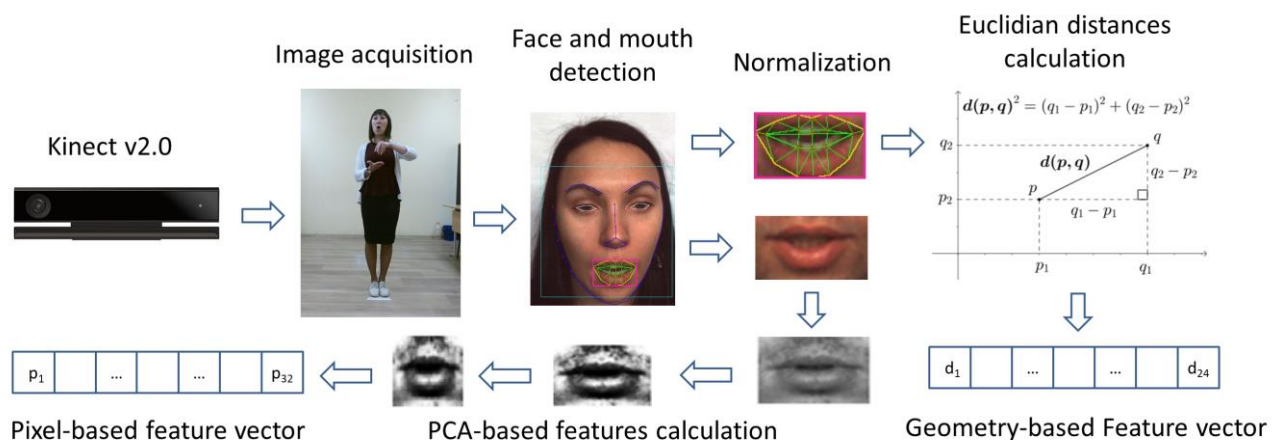 Image acquisition
Face and mouth
detection
Normalization
Euclidian distances
calculation
Kinect v2.0
d(p, q)² = (q₁ − p₁)² + (q₂ − p₂)²
q₂
q
d(p, q)
q₂ − p₂
p
p₂
q₁ − p₁
p₁
q₁
p₁ ... ... p₃₂
d₁ ... ... d₂₄
Pixel-based feature vector
PCA-based features calculation
Geometry-based Feature vector